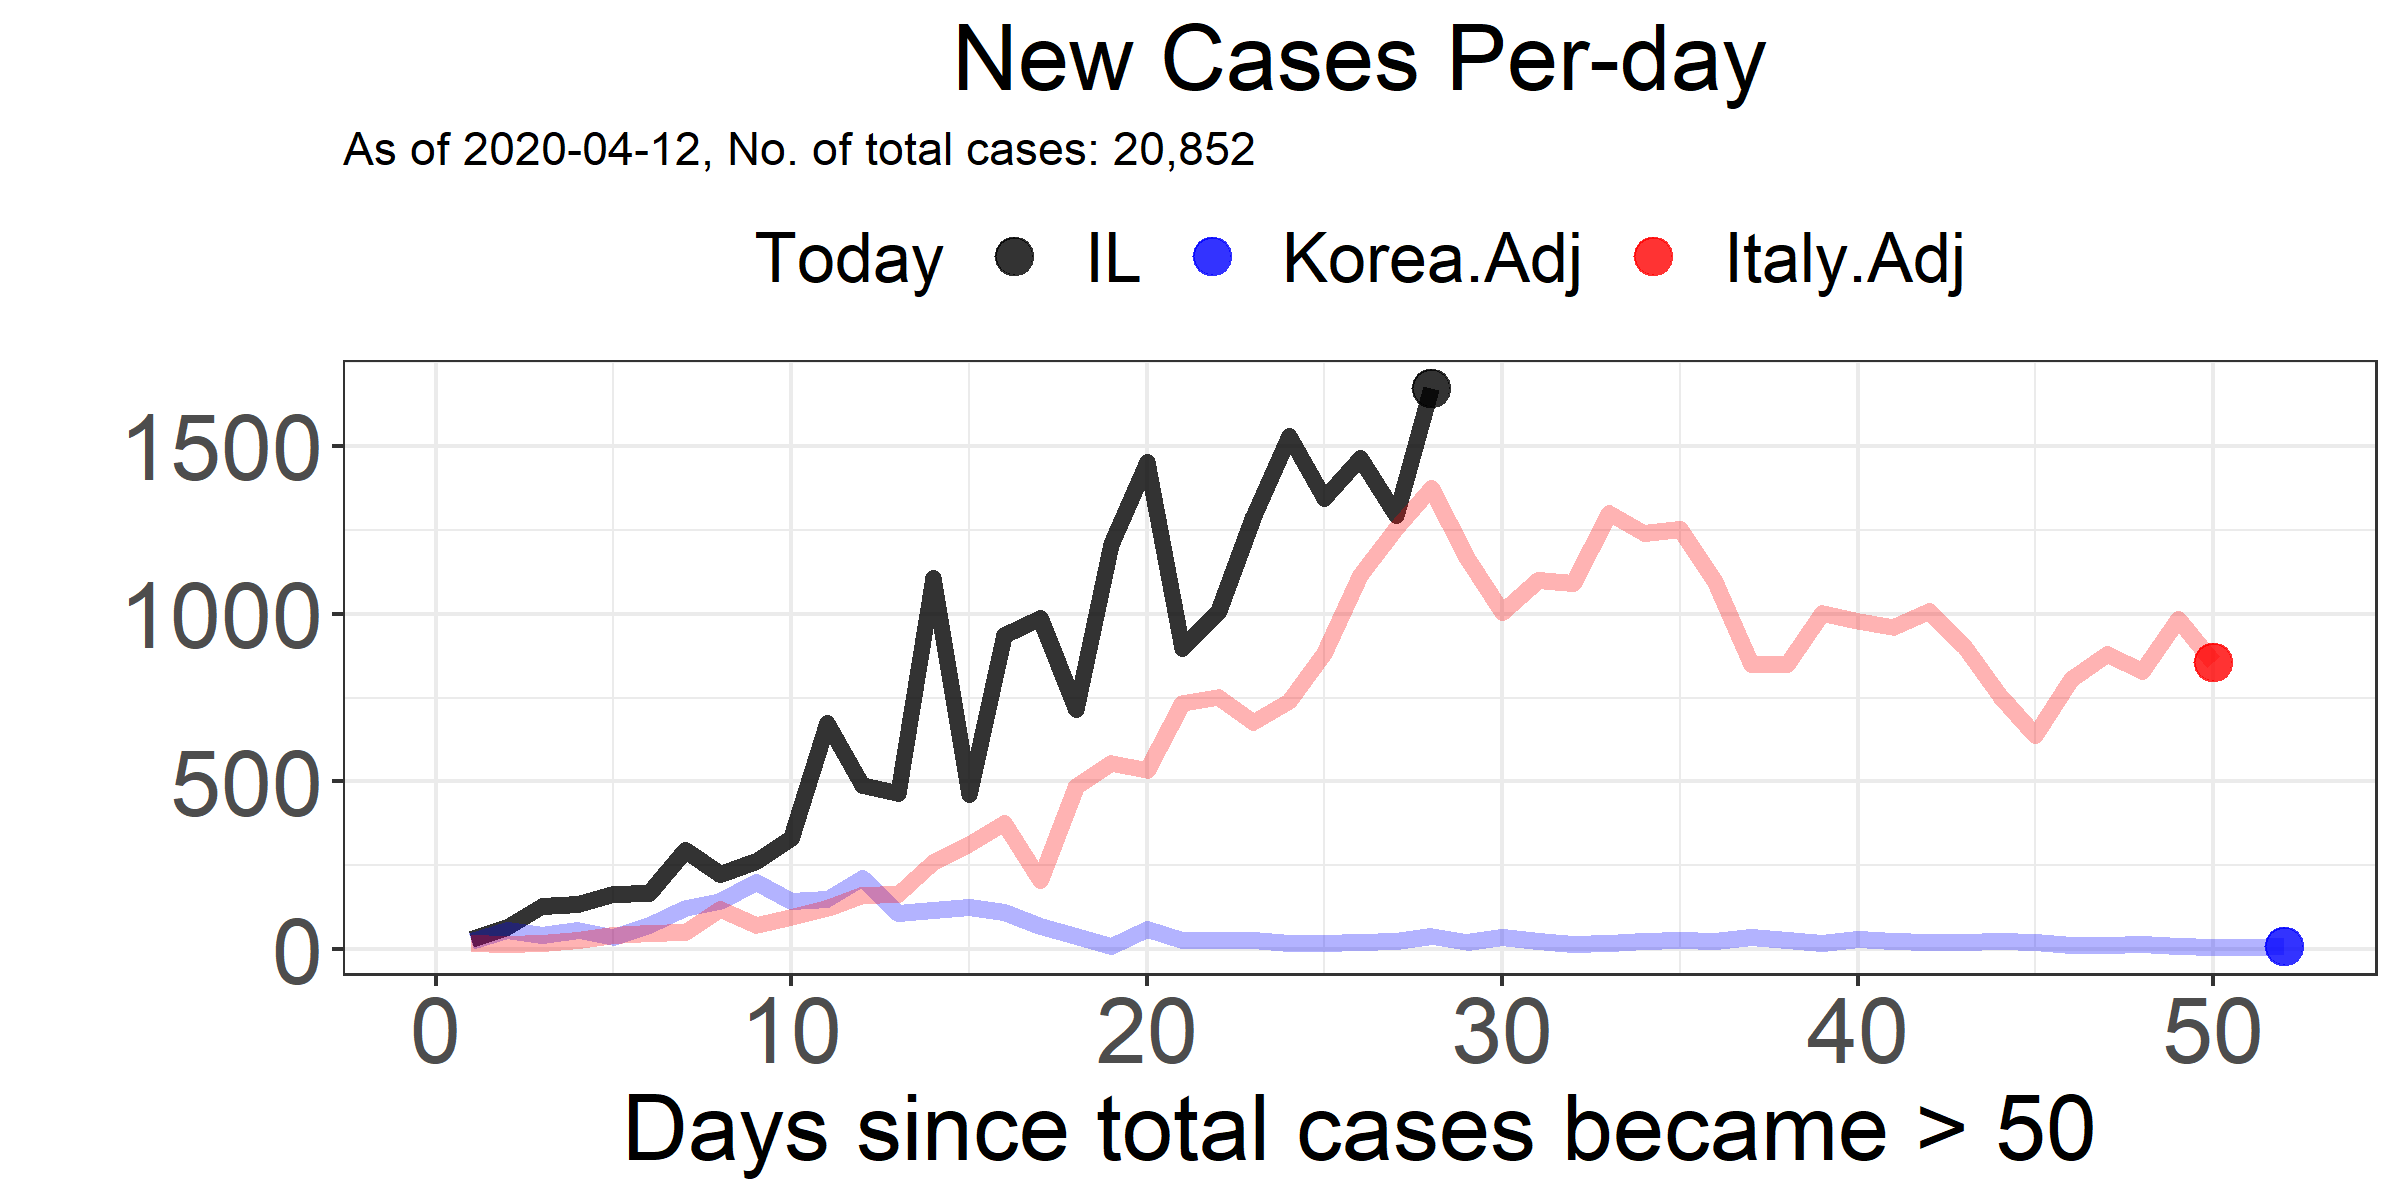 New Cases Per-day
As of 2020-04-12, No. of total cases: 20,852
Today IL Korea.Adj Italy.Adj
1500
1000
500
0
0 10 20 30 40 50
Days since total cases became > 50